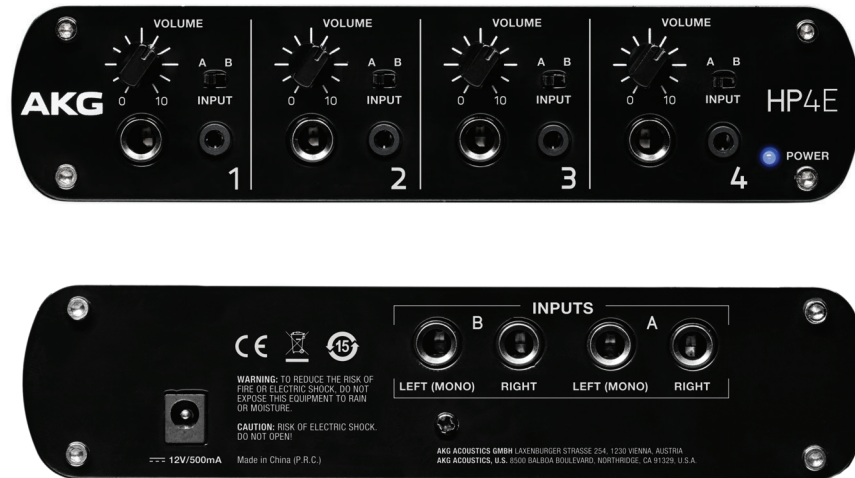 VOLUME VOLUME VOLUME VOLUME
A B A B A B A B
AKG 0 10 INPUT 0 10 INPUT 0 10 INPUT 0 10 INPUT HP4E
POWER
1 2 3 4
INPUTS
B A
LEFT (MONO) RIGHT LEFT (MONO) RIGHT
CE 15
WARNING: TO REDUCE THE RISK OF
FIRE OR ELECTRIC SHOCK, DO NOT
EXPOSE THIS EQUIPMENT TO RAIN
OR MOISTURE.
CAUTION: RISK OF ELECTRIC SHOCK.
DO NOT OPEN!
12V/500mA
Made in China (P.R.C.)
AKG ACOUSTICS GMBH LAXENBURGER STRASSE 254, 1230 VIENNA, AUSTRIA
AKG ACOUSTICS, U.S. 8500 BALBOA BOULEVARD, NORTHRIDGE, CA 91329, U.S.A.